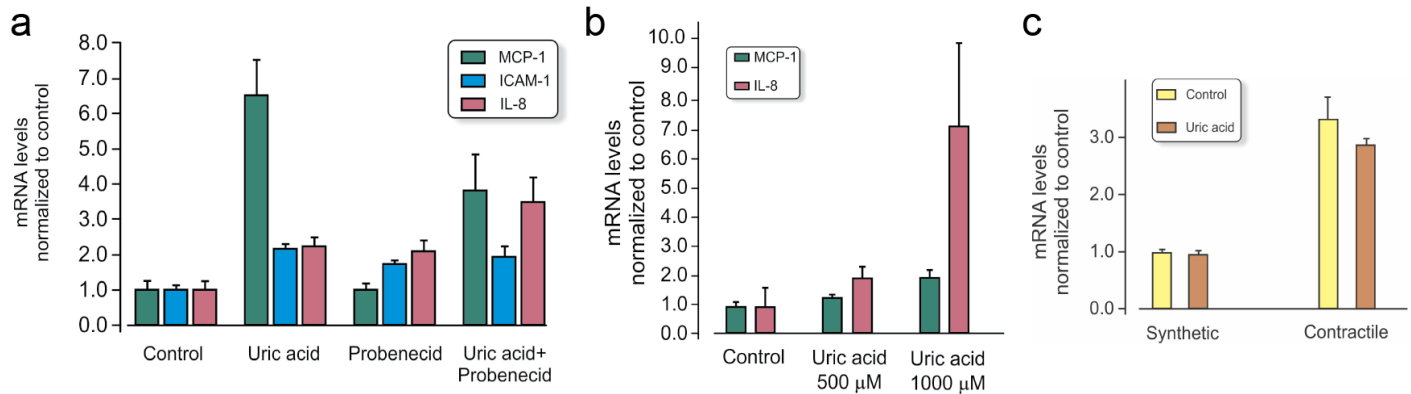 a
mRNA levels
normalized to control
8.0
7.0
6.0
5.0
4.0
3.0
2.0
1.0
0.0
MCP-1
ICAM-1
IL-8
Control
Uric acid
Probenecid
Uric acid+
Probenecid
b
mRNA levels
normalized to control
10.0
9.0
8.0
7.0
6.0
5.0
4.0
3.0
2.0
1.0
0.0
MCP-1
IL-8
Control
Uric acid
500 μM
Uric acid
1000 μM
c
mRNA levels
normalized to control
3.0
2.0
1.0
0.0
Control
Uric acid
Synthetic
Contractile